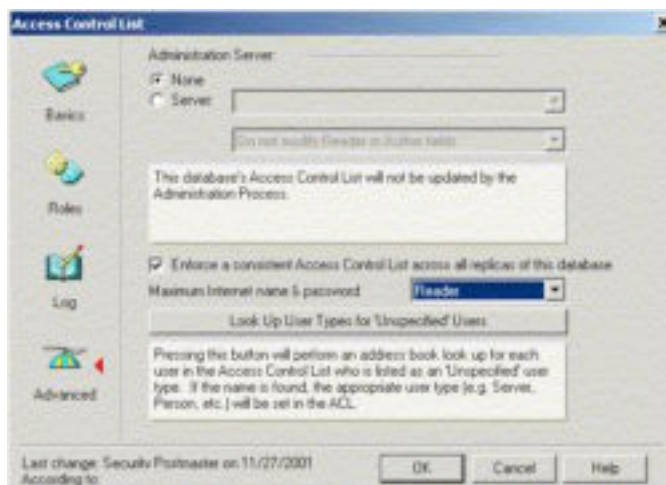 Access Control List
Administration Server
None
Server
Do not modify Reader or Author fields
This database's Access Control List will not be updated by the
Administration Process.
Enforce a consistent Access Control List across all replicas of this database
Maximum Internet name & password
Reader
Look Up User Types for 'Unspecified' Users
Pressing this button will perform an address book look up for each
user in the Access Control List who is listed as an 'Unspecified' user
type. If the name is found, the appropriate user type (e.g. Server,
Person, etc.) will be set in the ACL.
Basics
Roles
Log
Advanced
Last change: Security Postmaster on 11/27/2001
According to:
OK
Cancel
Help